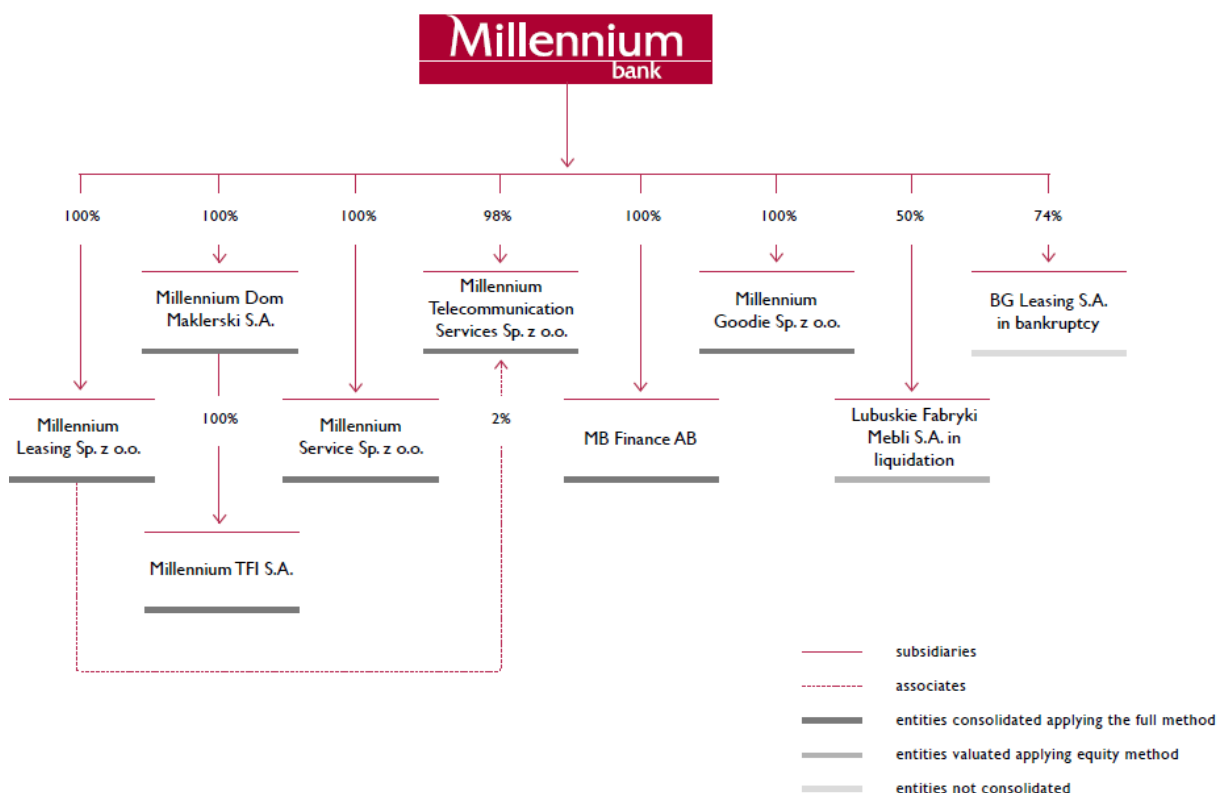 Millennium
bank
100%
100%
100%
98%
100%
100%
50%
74%
Millennium Dom
Maklerski S.A.
Millennium
Telecommunication
Services Sp. z o.o.
Millennium
Goodie Sp. z o.o.
BG Leasing S.A.
in bankruptcy
Millennium
Leasing Sp. z o.o.
100%
Millennium
Service Sp. z o.o.
2%
MB Finance AB
Lubuskie Fabryki
Mebli S.A. in
liquidation
Millennium TFI S.A.
subsidiaries
associates
entities consolidated applying the full method
entities valuated applying equity method
entities not consolidated